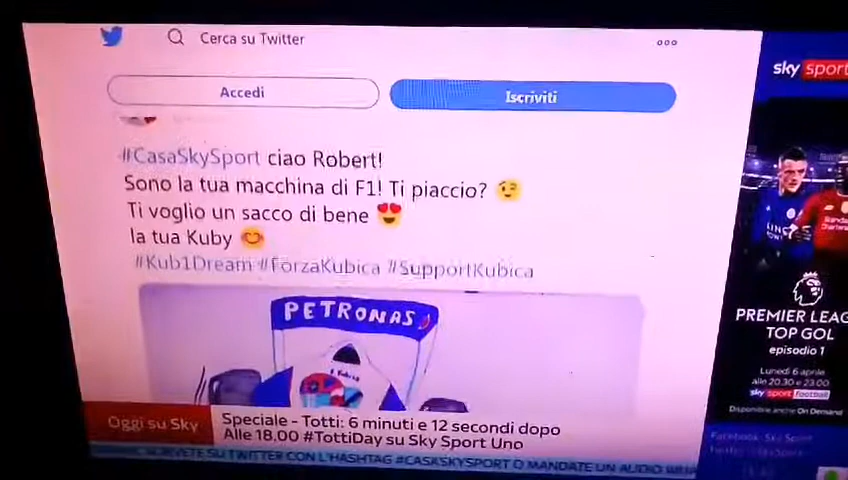 Cerca su Twitter
Accedi
Iscriviti
#CasaSkySport ciao Robert!
Sono la tua macchina di F1! Ti piaccio? 😉
Ti voglio un sacco di bene 😍
la tua Kuby 😊
#Kub1Dream #ForzaKubica #SupportKubica
PETRONAS
Oggi su Sky
Speciale - Totti: 6 minuti e 12 secondi dopo
Alle 18.00 #TottiDay su Sky Sport Uno
SCRIVETE SU TWITTER CON L'HASHTAG #CASASKYSPORT O MANDATE UN AUDIO
sky sport
PREMIER LEAG
TOP GOL
episodio 1
Lunedì 6 aprile
alle 20.30 e 23.00
sky sport football
Disponibile anche On Demand
Facebook: Sky Sport